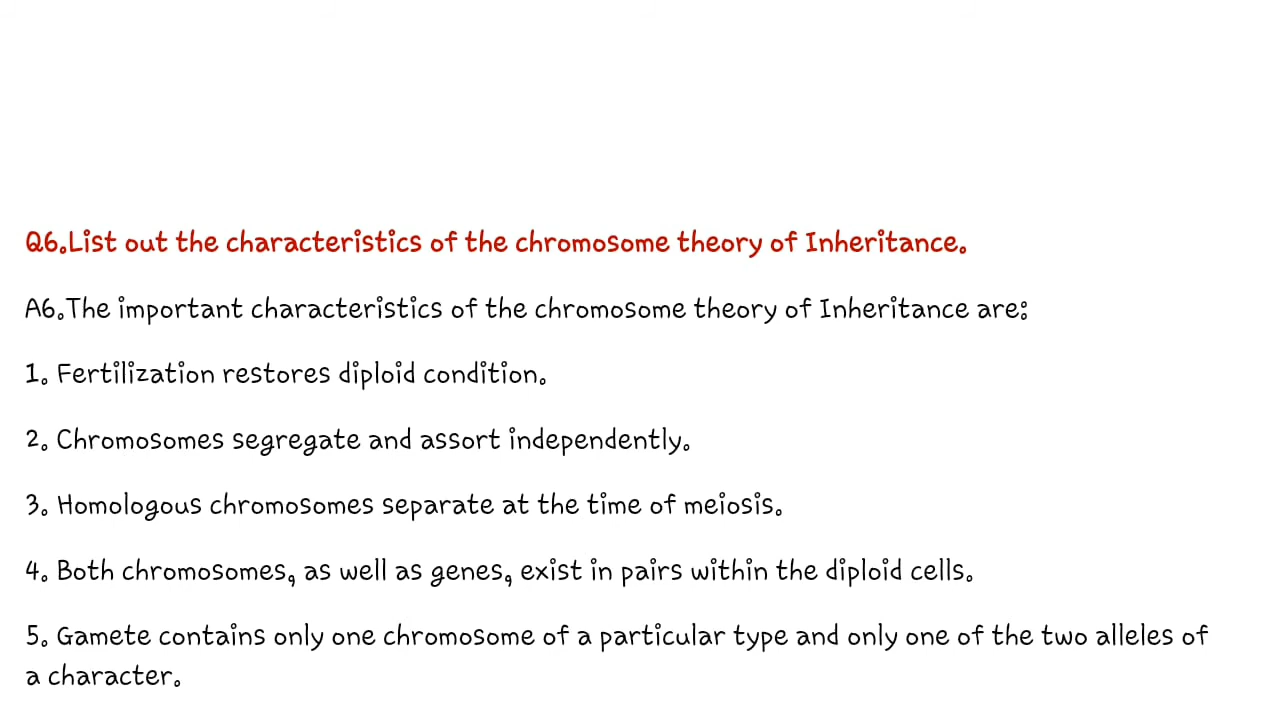 Q6.List out the characteristics of the chromosome theory of Inheritance.
A6.The important characteristics of the chromosome theory of Inheritance are:
1. Fertilization restores diploid condition.
2. Chromosomes segregate and assort independently.
3. Homologous chromosomes separate at the time of meiosis.
4. Both chromosomes, as well as genes, exist in pairs within the diploid cells.
5. Gamete contains only one chromosome of a particular type and only one of the two alleles of
a character.